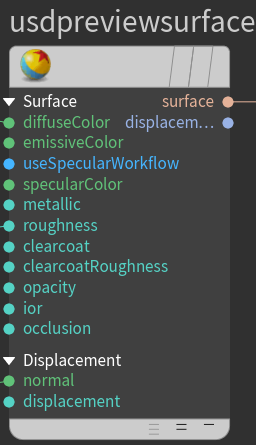 usdpreviewsurface
Surface surface
diffuseColor displacem...
emissiveColor
useSpecularWorkflow
specularColor
metallic
roughness
clearcoat
clearcoatRoughness
opacity
ior
occlusion
Displacement
normal
displacement